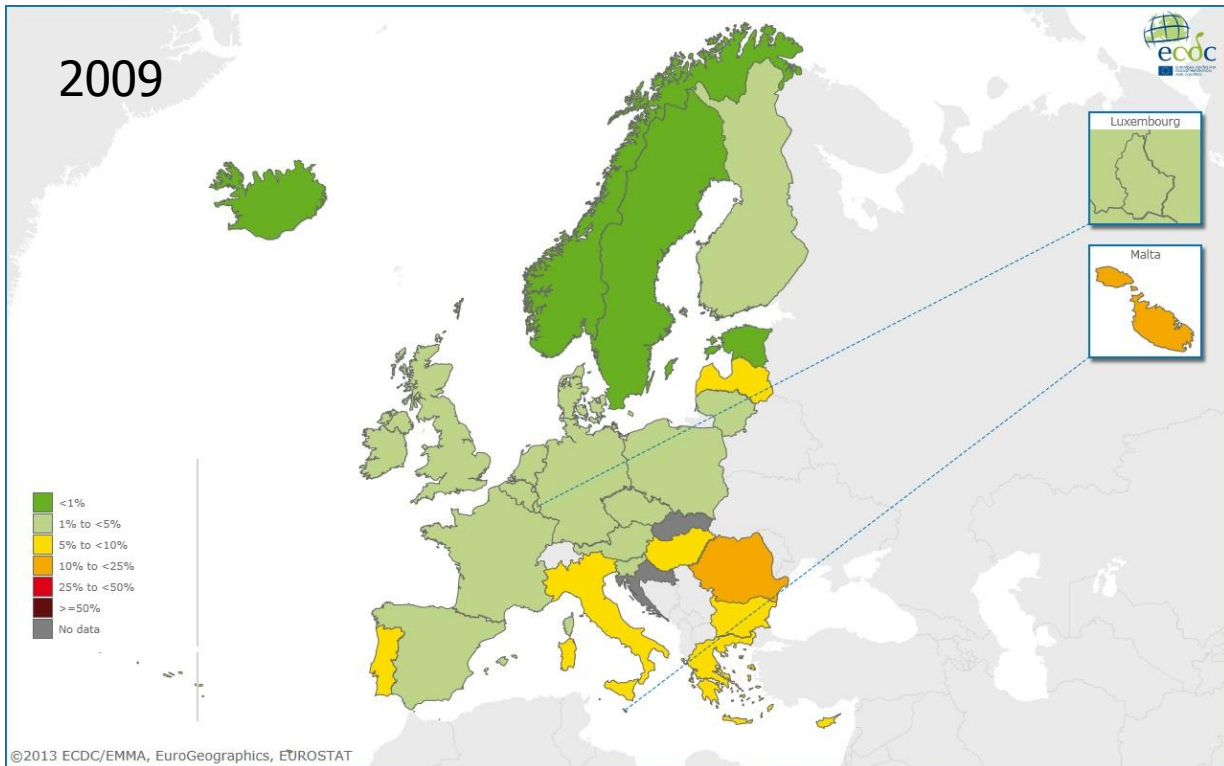 2009
ecdc
Luxembourg
Malta
<1%
1% to <5%
5% to <10%
10% to <25%
25% to <50%
>=50%
No data
©2013 ECDC/EMMA, EuroGeographics, EUROSTAT